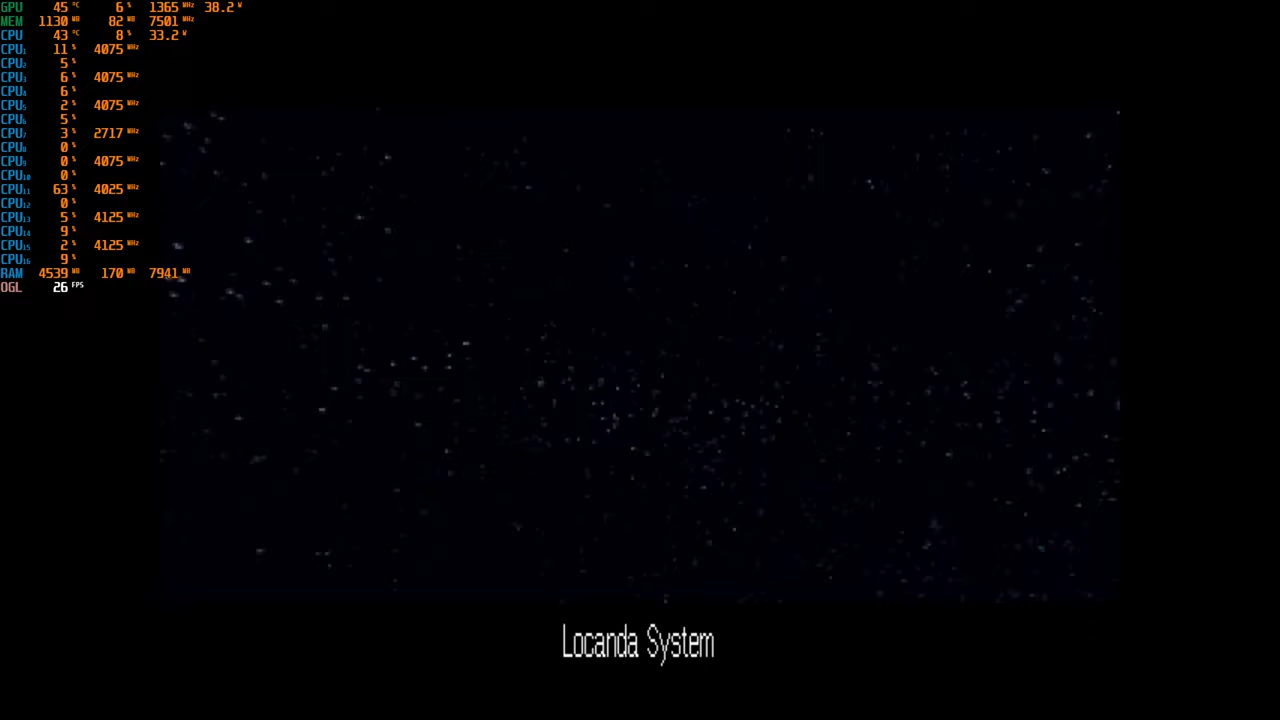 GPU 45 °C 6 % 1365 MHz 38.2 W
MEM 1130 MB 82 MB 7501 MHz
CPU 43 °C 8 % 33.2 W
CPU1 11 % 4075 MHz
CPU2 5 %
CPU3 6 % 4075 MHz
CPU4 6 %
CPU5 2 % 4075 MHz
CPU6 5 %
CPU7 3 % 2717 MHz
CPU8 0 %
CPU9 0 % 4075 MHz
CPU10 0 %
CPU11 63 % 4025 MHz
CPU12 0 %
CPU13 5 % 4125 MHz
CPU14 9 %
CPU15 2 % 4125 MHz
CPU16 9 %
RAM 4539 MB 170 MB 7941 MB
OGL 26 FPS
Locanda System